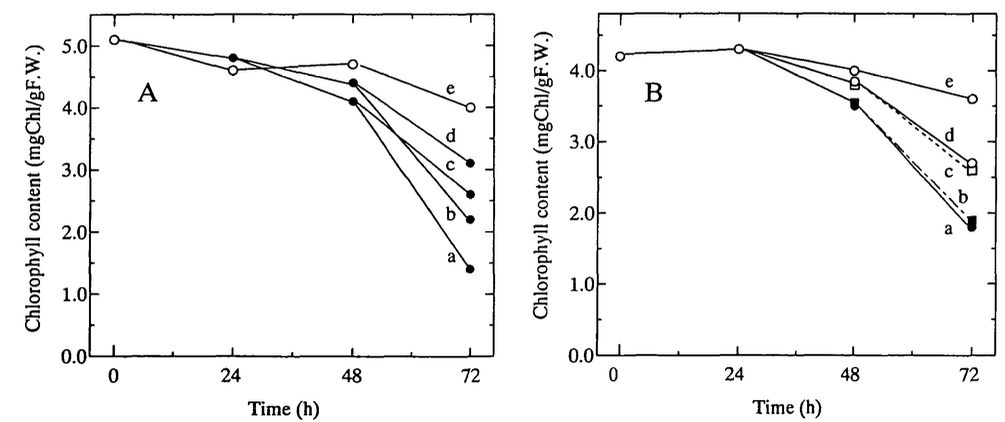 Chlorophyll content (mgChl/gF.W.)
5.0
4.0
3.0
2.0
1.0
0.0
A
e
d
c
b
a
0 24 48 72
Time (h)
Chlorophyll content (mgChl/gF.W.)
4.0
3.0
2.0
1.0
0.0
B
e
d
c
b
a
0 24 48 72
Time (h)